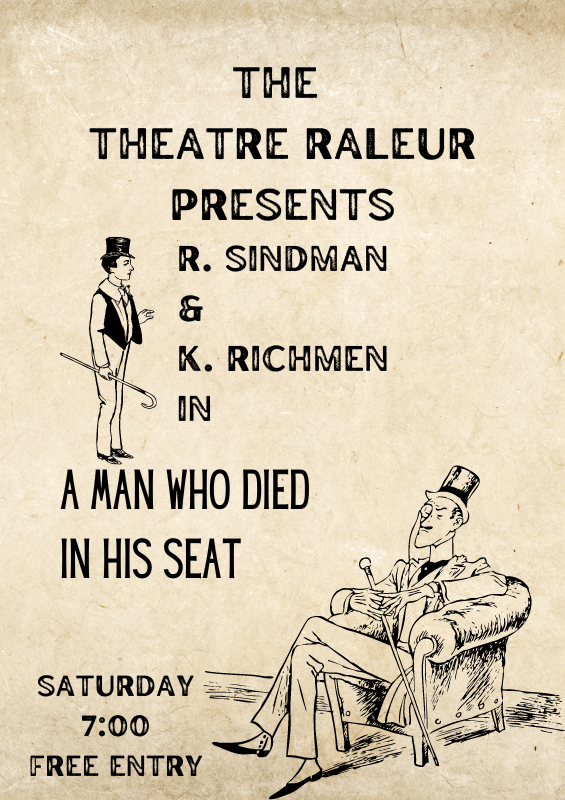 THE
THEATRE RALEUR
PRESENTS
R. SINDMAN
&
K. RICHMEN
IN
A MAN WHO DIED
IN HIS SEAT
SATURDAY
7:00
FREE ENTRY